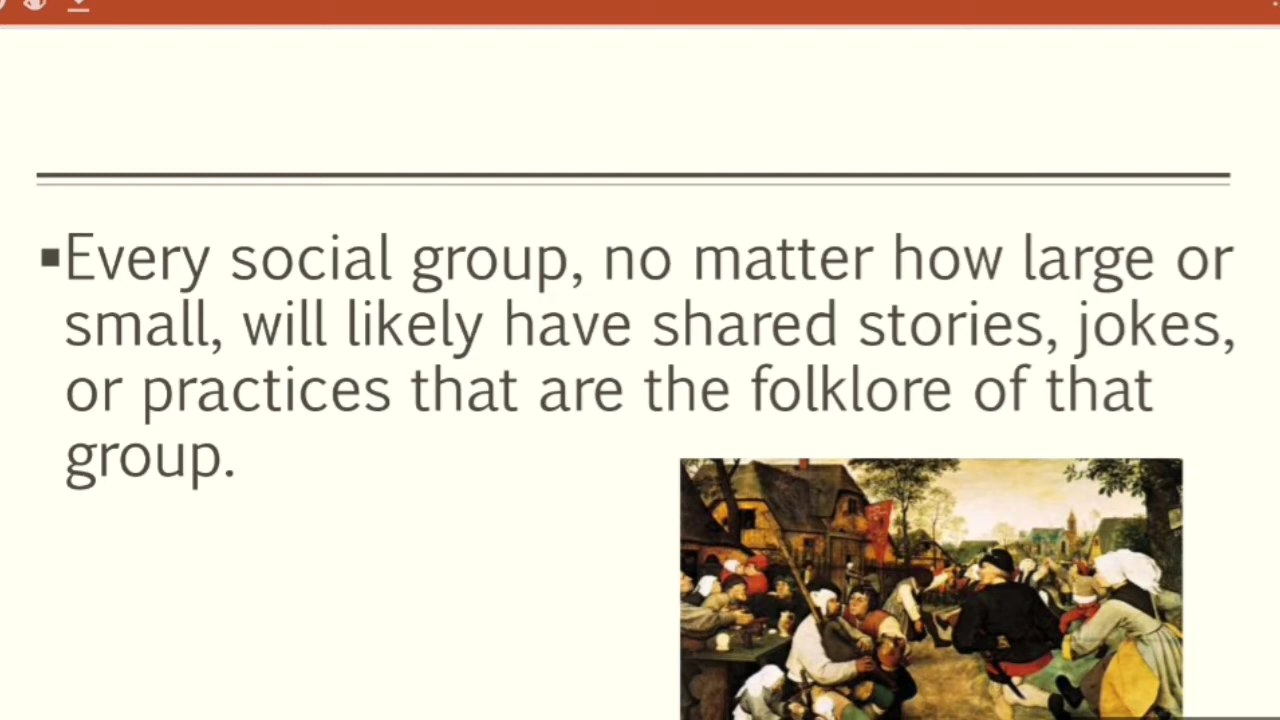 Every social group, no matter how large or
small, will likely have shared stories, jokes,
or practices that are the folklore of that
group.